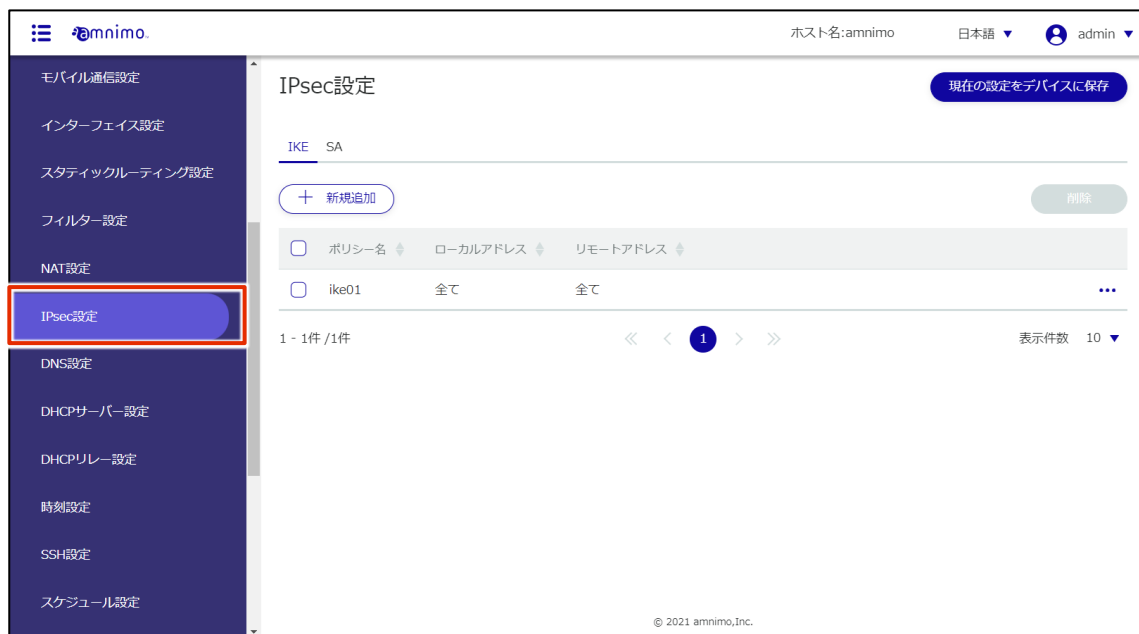 amnimo
ホスト名:amnimo
日本語 ▼
admin ▼
モバイル通信設定
インターフェイス設定
スタティックルーティング設定
フィルター設定
NAT設定
IPsec設定
DNS設定
DHCPサーバー設定
DHCPリレー設定
時刻設定
SSH設定
スケジュール設定
IPsec設定
現在の設定をデバイスに保存
IKE SA
+ 新規追加
削除
ポリシー名 ローカルアドレス リモートアドレス
ike01 全て 全て
1 - 1件 /1件
1
表示件数 10 ▼
© 2021 amnimo,Inc.